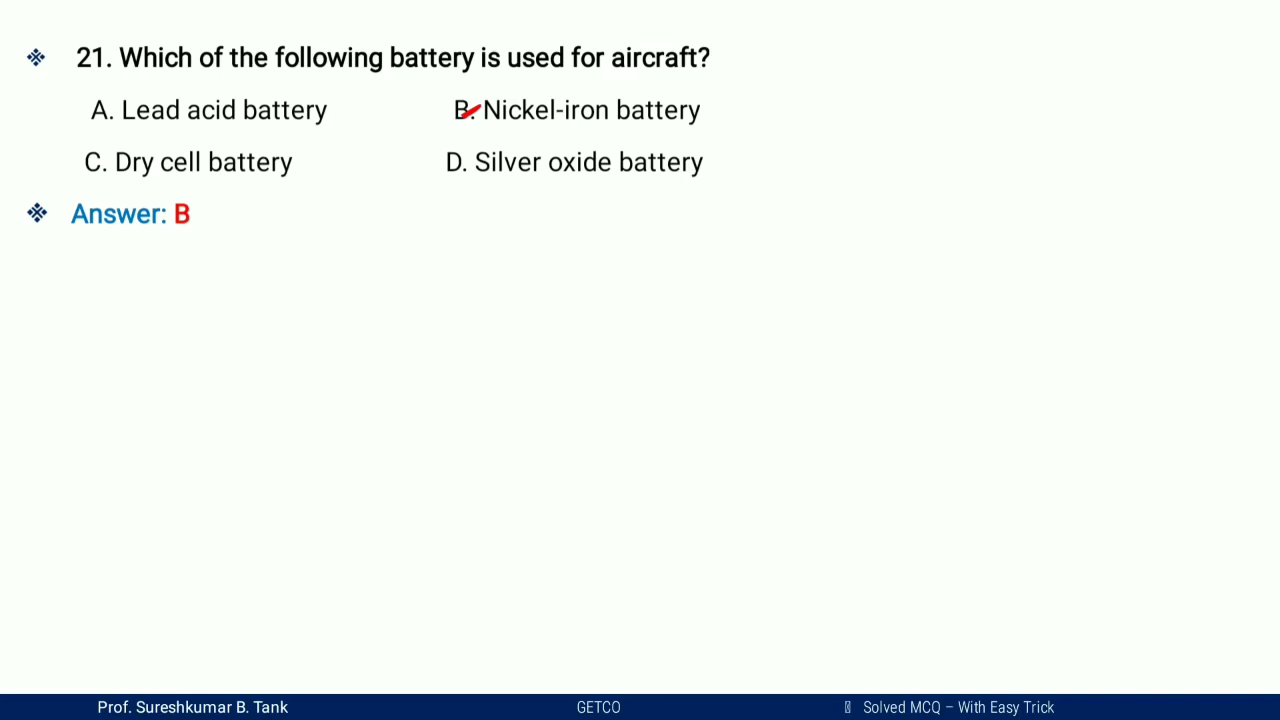 21. Which of the following battery is used for aircraft?
A. Lead acid battery B. Nickel-iron battery
C. Dry cell battery D. Silver oxide battery
Answer: B
Prof. Sureshkumar B. Tank GETCO Solved MCQ – With Easy Trick